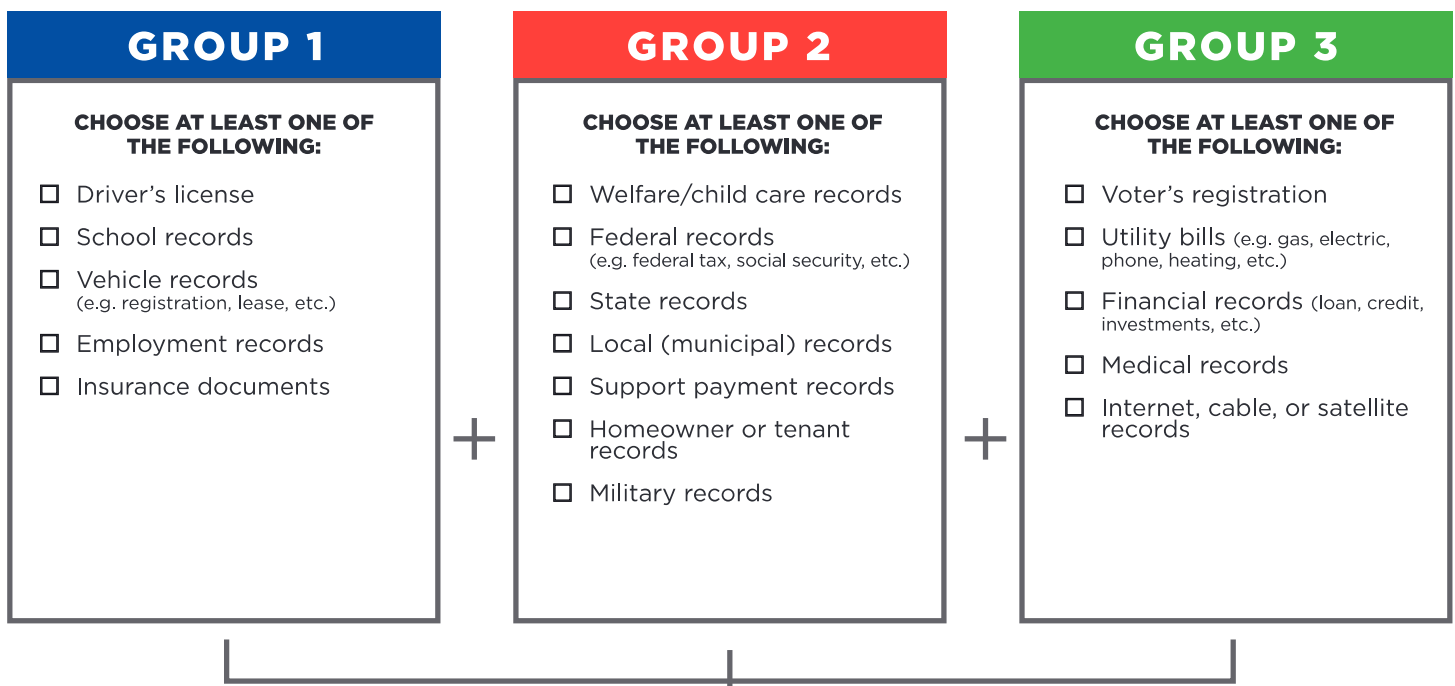 GROUP 1
CHOOSE AT LEAST ONE OF
THE FOLLOWING:
Driver’s license
School records
Vehicle records
(e.g. registration, lease, etc.)
Employment records
Insurance documents
+
GROUP 2
CHOOSE AT LEAST ONE OF
THE FOLLOWING:
Welfare/child care records
Federal records
(e.g. federal tax, social security, etc.)
State records
Local (municipal) records
Support payment records
Homeowner or tenant
records
Military records
+
GROUP 3
CHOOSE AT LEAST ONE OF
THE FOLLOWING:
Voter’s registration
Utility bills (e.g. gas, electric,
phone, heating, etc.)
Financial records (loan, credit,
investments, etc.)
Medical records
Internet, cable, or satellite
records